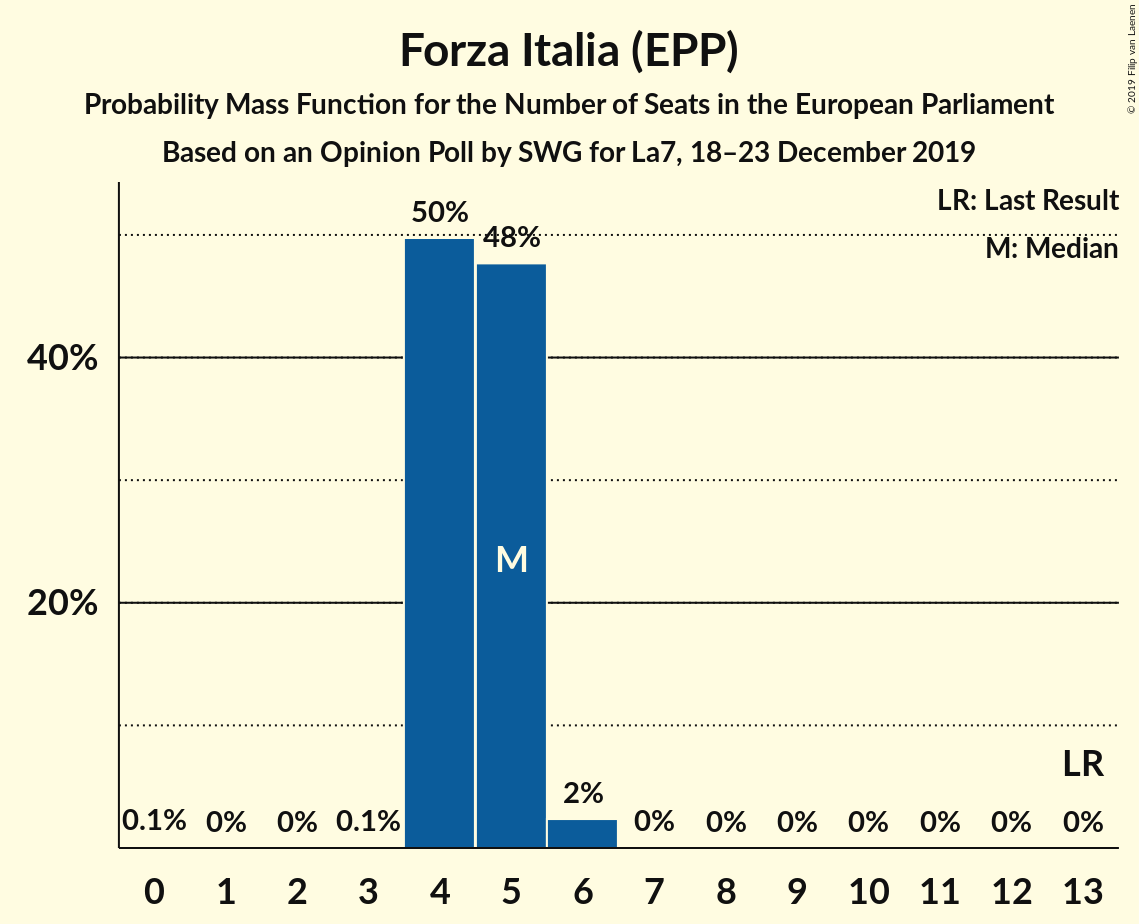 Forza Italia (EPP)
Probability Mass Function for the Number of Seats in the European Parliament
Based on an Opinion Poll by SWG for La7, 18–23 December 2019
© 2019 Filip van Laenen
LR: Last Result
M: Median
50%
48%
40%
M
20%
LR
0.1% 0% 0% 0.1% 2% 0% 0% 0% 0% 0% 0% 0%
0 1 2 3 4 5 6 7 8 9 10 11 12 13